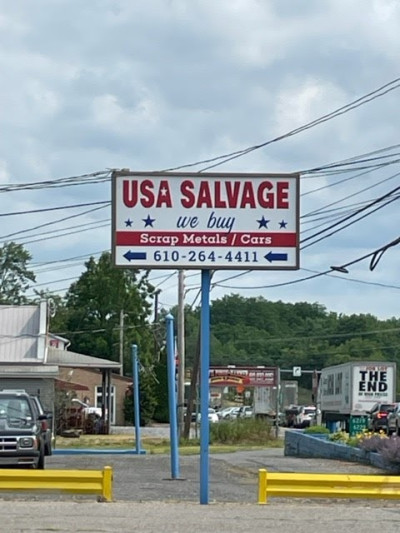 USA SALVAGE
we buy
Scrap Metals / Cars
610-264-4411
THE
END